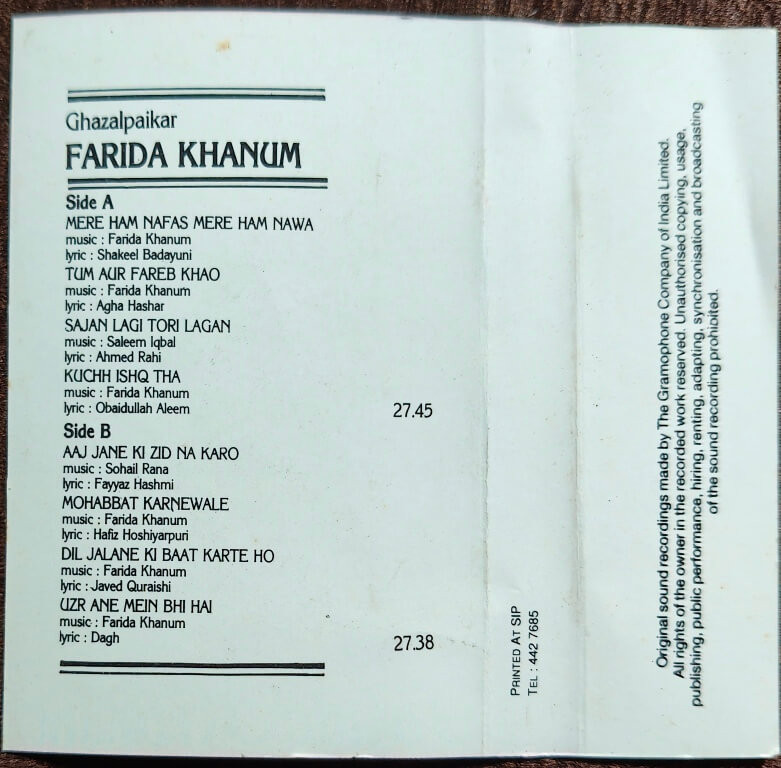 Ghazalpaikar
FARIDA KHANUM
Side A
MERE HAM NAFAS MERE HAM NAWA
music : Farida Khanum
lyric : Shakeel Badayuni
TUM AUR FAREB KHAO
music : Farida Khanum
lyric : Agha Hashar
SAJAN LAGI TORI LAGAN
music : Saleem Iqbal
lyric : Ahmed Rahi
KUCHH ISHQ THA
music : Farida Khanum
lyric : Obaidullah Aleem
27.45
Side B
AAJ JANE KI ZID NA KARO
music : Sohail Rana
lyric : Fayyaz Hashmi
MOHABBAT KARNEWALE
music : Farida Khanum
lyric : Hafiz Hoshiyarpuri
DIL JALANE KI BAAT KARTE HO
music : Farida Khanum
lyric : Javed Quraishi
UZR ANE MEIN BHI HAI
music : Farida Khanum
lyric : Dagh
27.38
PRINTED AT SIP
TEL : 442 7685
Original sound recordings made by The Gramophone Company of India Limited.
All rights of the owner in the recorded work reserved. Unauthorised copying, usage,
publishing, public performance, hiring, renting, adapting, synchronisation and broadcasting
of the sound recording prohibited.